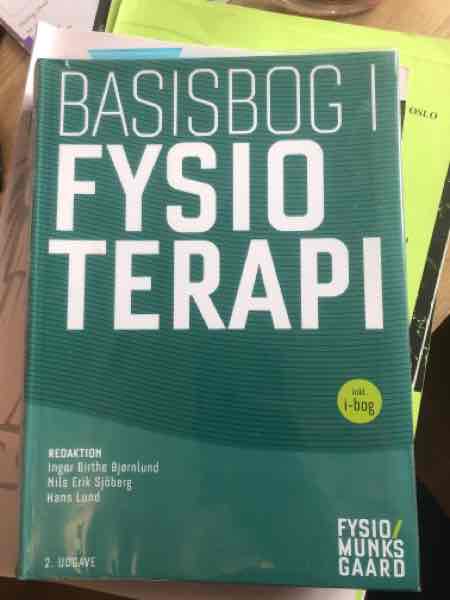 BASISBOG I
FYSIO
TERAPI
inkl.
i-bog
REDAKTION
Inger Birthe Bjørnlund
Nils Erik Sjöberg
Hans Lund
2. UDGAVE
FYSIO/
MUNKS
GAARD
OSLO